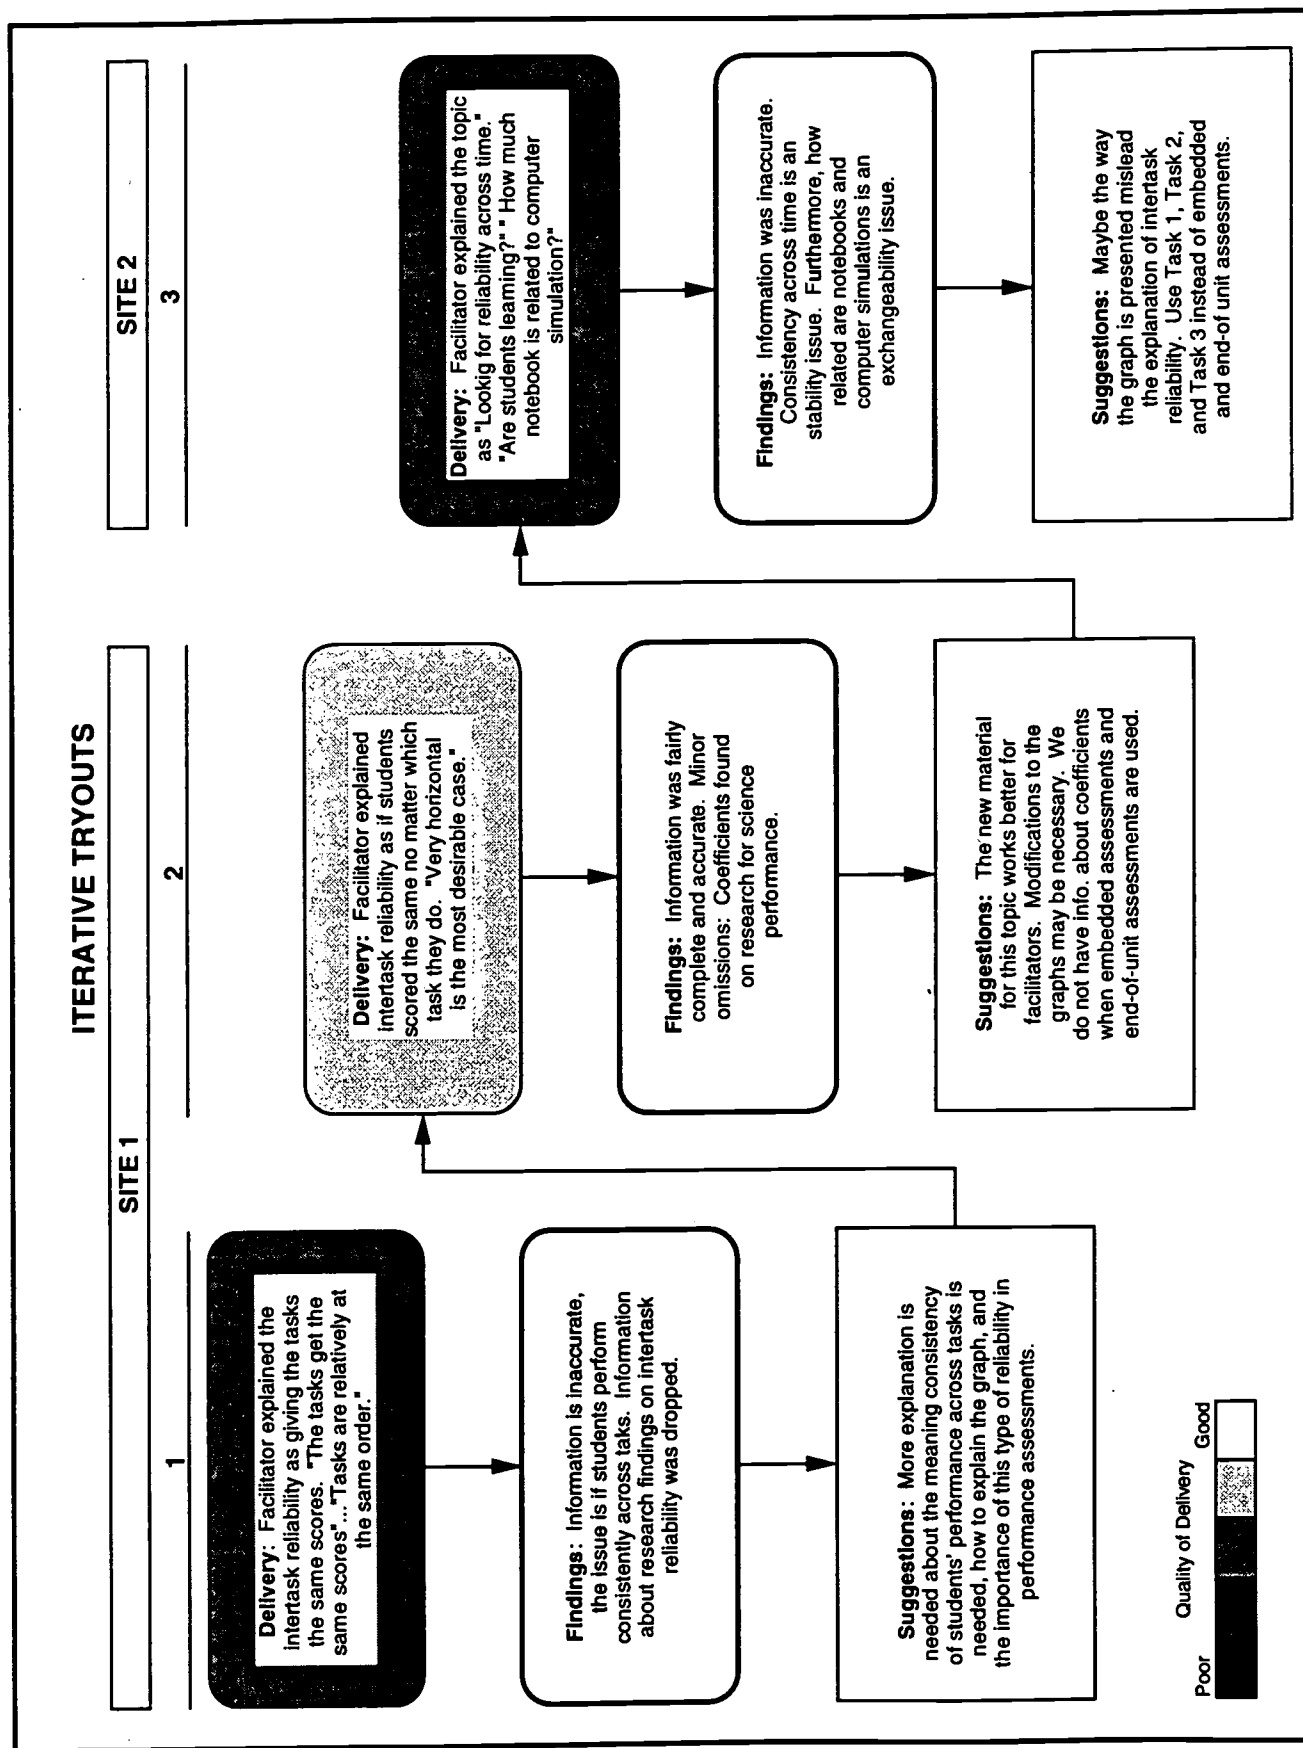 ITERATIVE TRYOUTS
SITE 1
SITE 2
1
2
3
Delivery: Facilitator explained the
intertask reliability as giving the tasks
the same scores. "The tasks get the
same scores"..."Tasks are relatively at
the same order."
Findings: Information is inaccurate,
the issue is if students perform
consistently across taks. Information
about research findings on intertask
reliability was dropped.
Suggestions: More explanation is
needed about the meaning consistency
of students' performance across tasks is
needed, how to explain the graph, and
the importance of this type of reliability in
performance assessments.
Delivery: Facilitator explained
intertask reliability as if students
scored the same no matter which
task they do. "Very horizontal
is the most desirable case."
Findings: Information was fairly
complete and accurate. Minor
omissions: Coefficients found
on research for science
performance.
Suggestions: The new material
for this topic works better for
facilitators. Modifications to the
graphs may be necessary. We
do not have info. about coefficients
when embedded assessments and
end-of-unit assessments are used.
Delivery: Facilitator explained the topic
as "Lookig for reliability across time."
"Are students learning?" " How much
notebook is related to computer
simulation?"
Findings: Information was inaccurate.
Consistency across time is an
stability issue. Furthermore, how
related are notebooks and
computer simulations is an
exchangeability issue.
Suggestions: Maybe the way
the graph is presented mislead
the explanation of intertask
reliability. Use Task 1, Task 2,
and Task 3 instead of embedded
and end-of unit assessments.
Quality of Delivery
Poor
Good